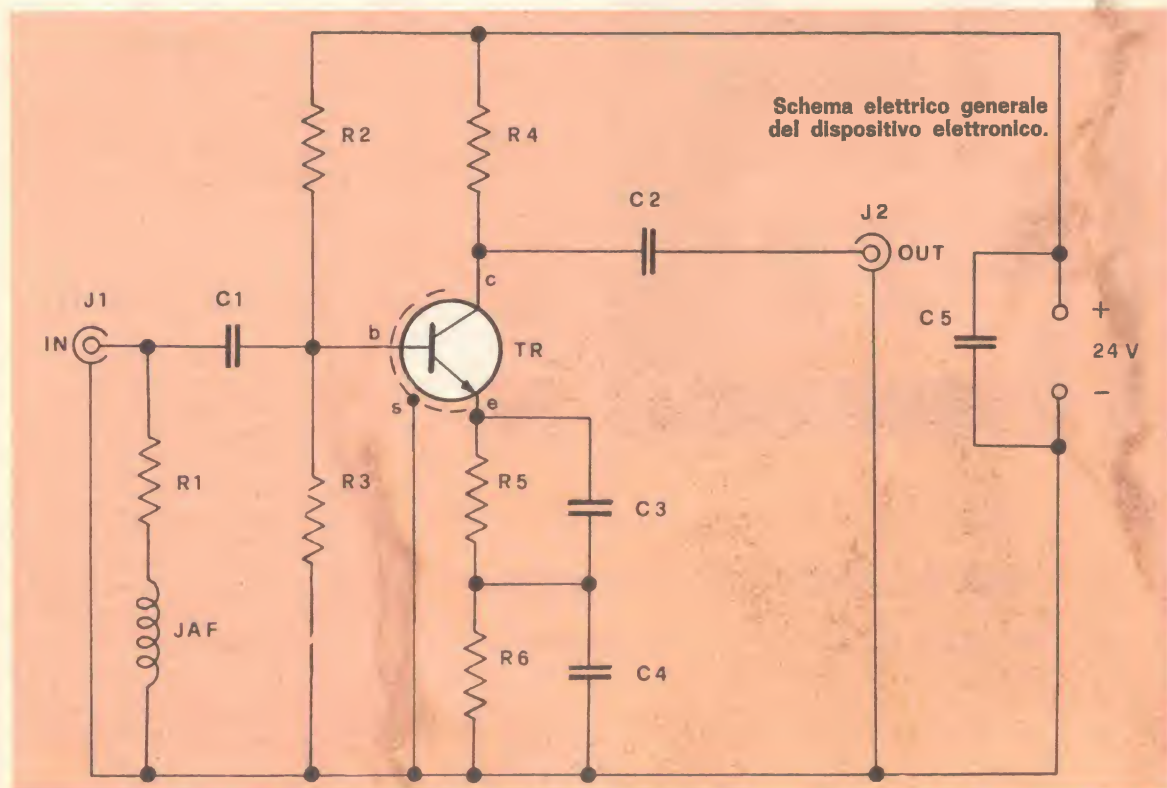 Schema elettrico generale
del dispositivo elettronico.
R2
R4
C2
J2
OUT
J1
IN
C1
b
c
TR
s
e
C5
+
24 V
-
R1
R3
R5
C3
JAF
R6
C4